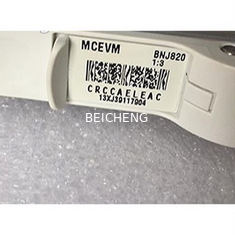 MCEVM
BNJ820
1:3
CRCCAELEAC
13XJ39117004
BEICHENG